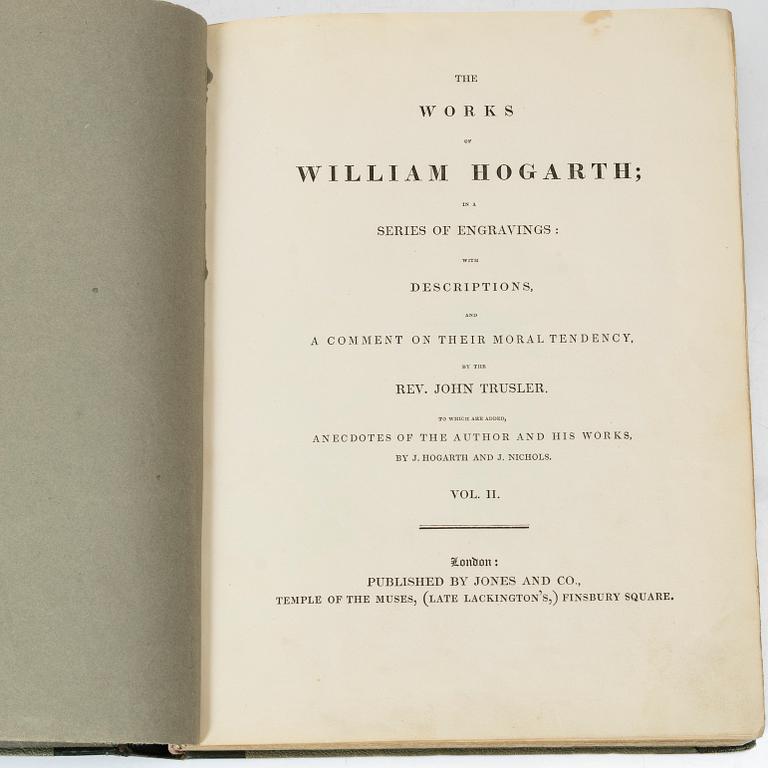 THE
WORKS
OF
WILLIAM HOGARTH;
IN A
SERIES OF ENGRAVINGS:
WITH
DESCRIPTIONS,
AND
A COMMENT ON THEIR MORAL TENDENCY,
BY THE
REV. JOHN TRUSLER.
TO WHICH ARE ADDED,
ANECDOTES OF THE AUTHOR AND HIS WORKS,
BY J. HOGARTH AND J. NICHOLS.
VOL. II.
London:
PUBLISHED BY JONES AND CO.,
TEMPLE OF THE MUSES, (LATE LACKINGTON'S,) FINSBURY SQUARE.